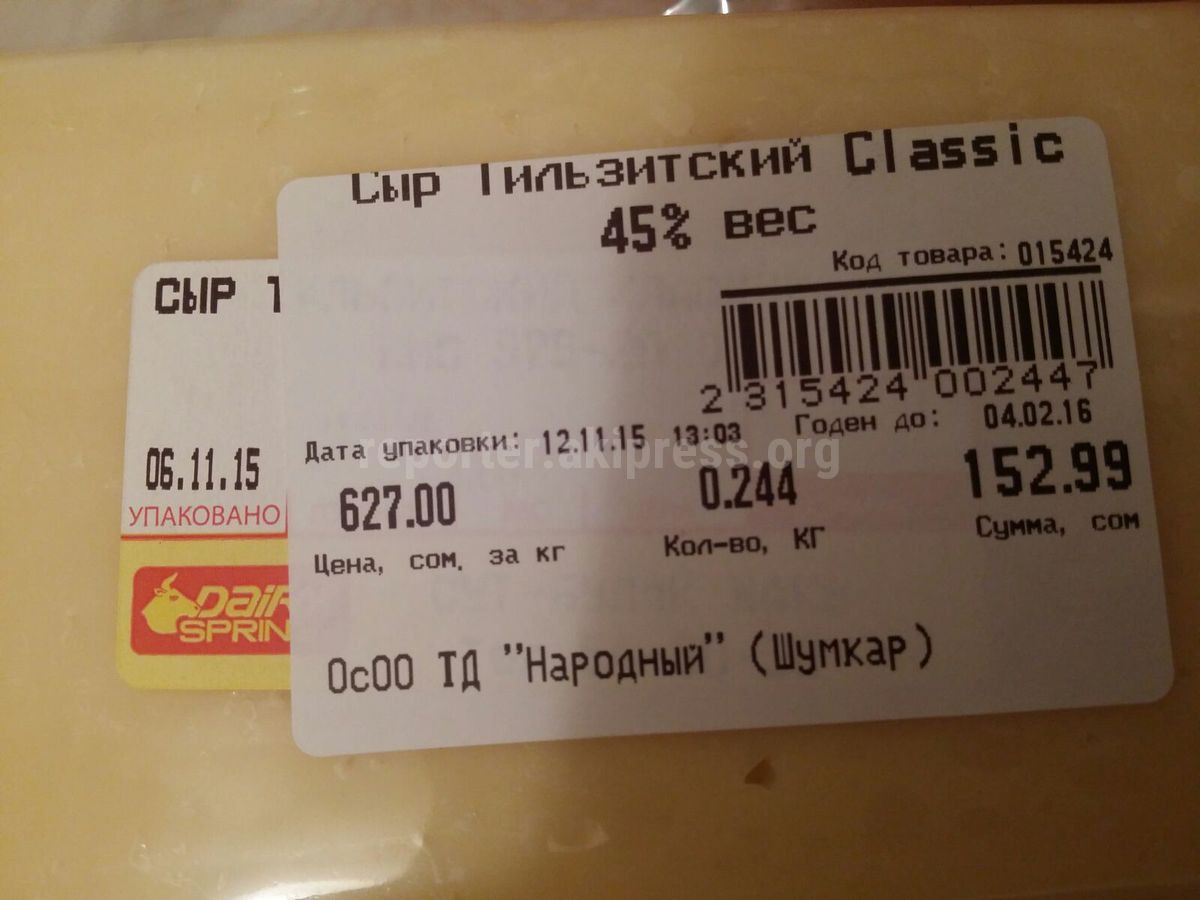 Сыр Тильзитский Classic
45% вес
Код товара: 015424
2 315424 002447
Дата упаковки: 12.11.15 13:03
Годен до: 04.02.16
627.00
0.244
152.99
Цена, сом. за кг
Кол-во, КГ
Сумма, сом
ОсОО ТД "Народный" (Шумкар)
СЫР Т
06.11.15
УПАКОВАНО
DAIR
SPRIN
reporter.akipress.org